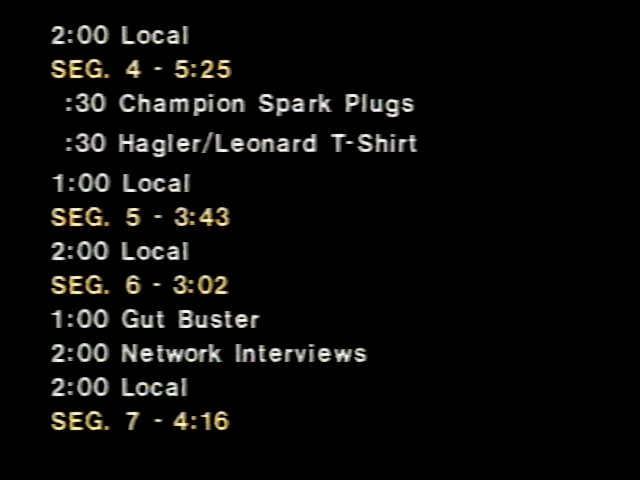 2:00 Local
SEG. 4 - 5:25
:30 Champion Spark Plugs
:30 Hagler/Leonard T-Shirt
1:00 Local
SEG. 5 - 3:43
2:00 Local
SEG. 6 - 3:02
1:00 Gut Buster
2:00 Network Interviews
2:00 Local
SEG. 7 - 4:16